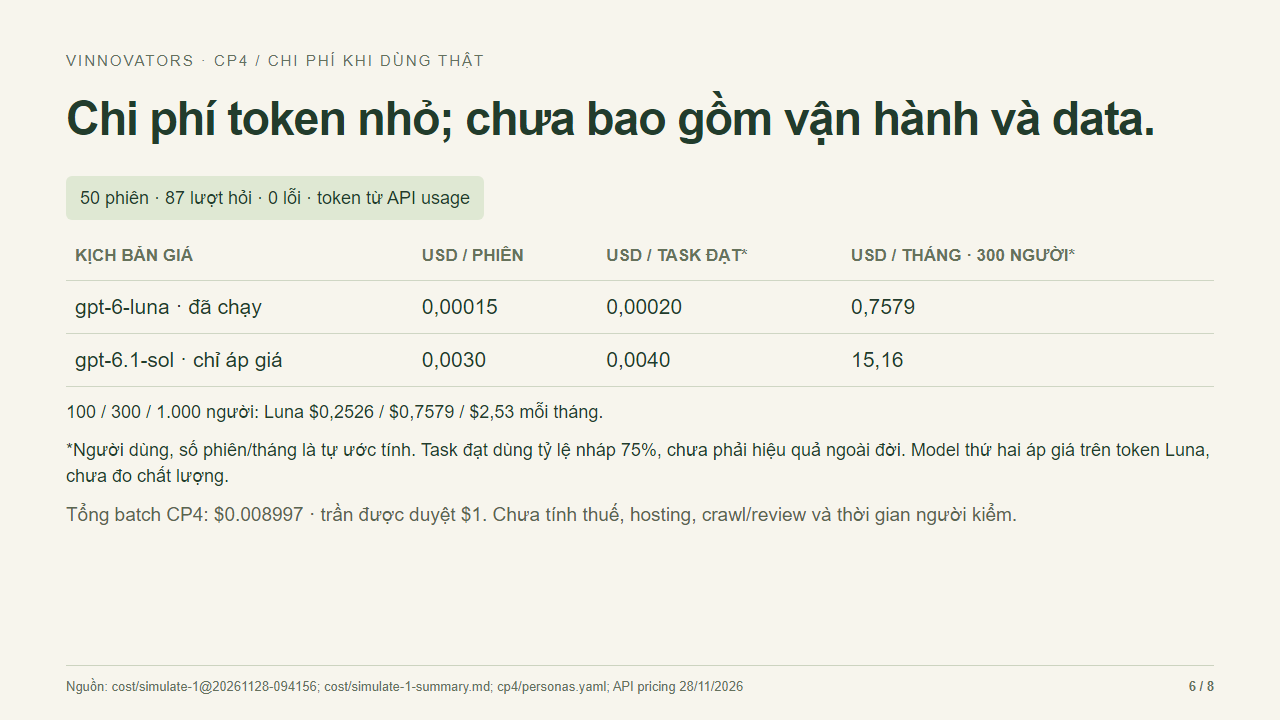 VINNOVATORS · CP4 / CHI PHÍ KHI DÙNG THẬT
Chi phí token nhỏ; chưa bao gồm vận hành và data.
50 phiên · 87 lượt hỏi · 0 lỗi · token từ API usage
KỊCH BẢN GIÁ USD / PHIÊN USD / TASK ĐẠT* USD / THÁNG · 300 NGƯỜI*
gpt-6-luna · đã chạy 0,00015 0,00020 0,7579
gpt-6.1-sol · chỉ áp giá 0,0030 0,0040 15,16
100 / 300 / 1.000 người: Luna $0,2526 / $0,7579 / $2,53 mỗi tháng.
*Người dùng, số phiên/tháng là tự ước tính. Task đạt dùng tỷ lệ nháp 75%, chưa phải hiệu quả ngoài đời. Model thứ hai áp giá trên token Luna,
chưa đo chất lượng.
Tổng batch CP4: $0.008997 · trần được duyệt $1. Chưa tính thuế, hosting, crawl/review và thời gian người kiểm.
Nguồn: cost/simulate-1@20261128-094156; cost/simulate-1-summary.md; cp4/personas.yaml; API pricing 28/11/2026 6 / 8